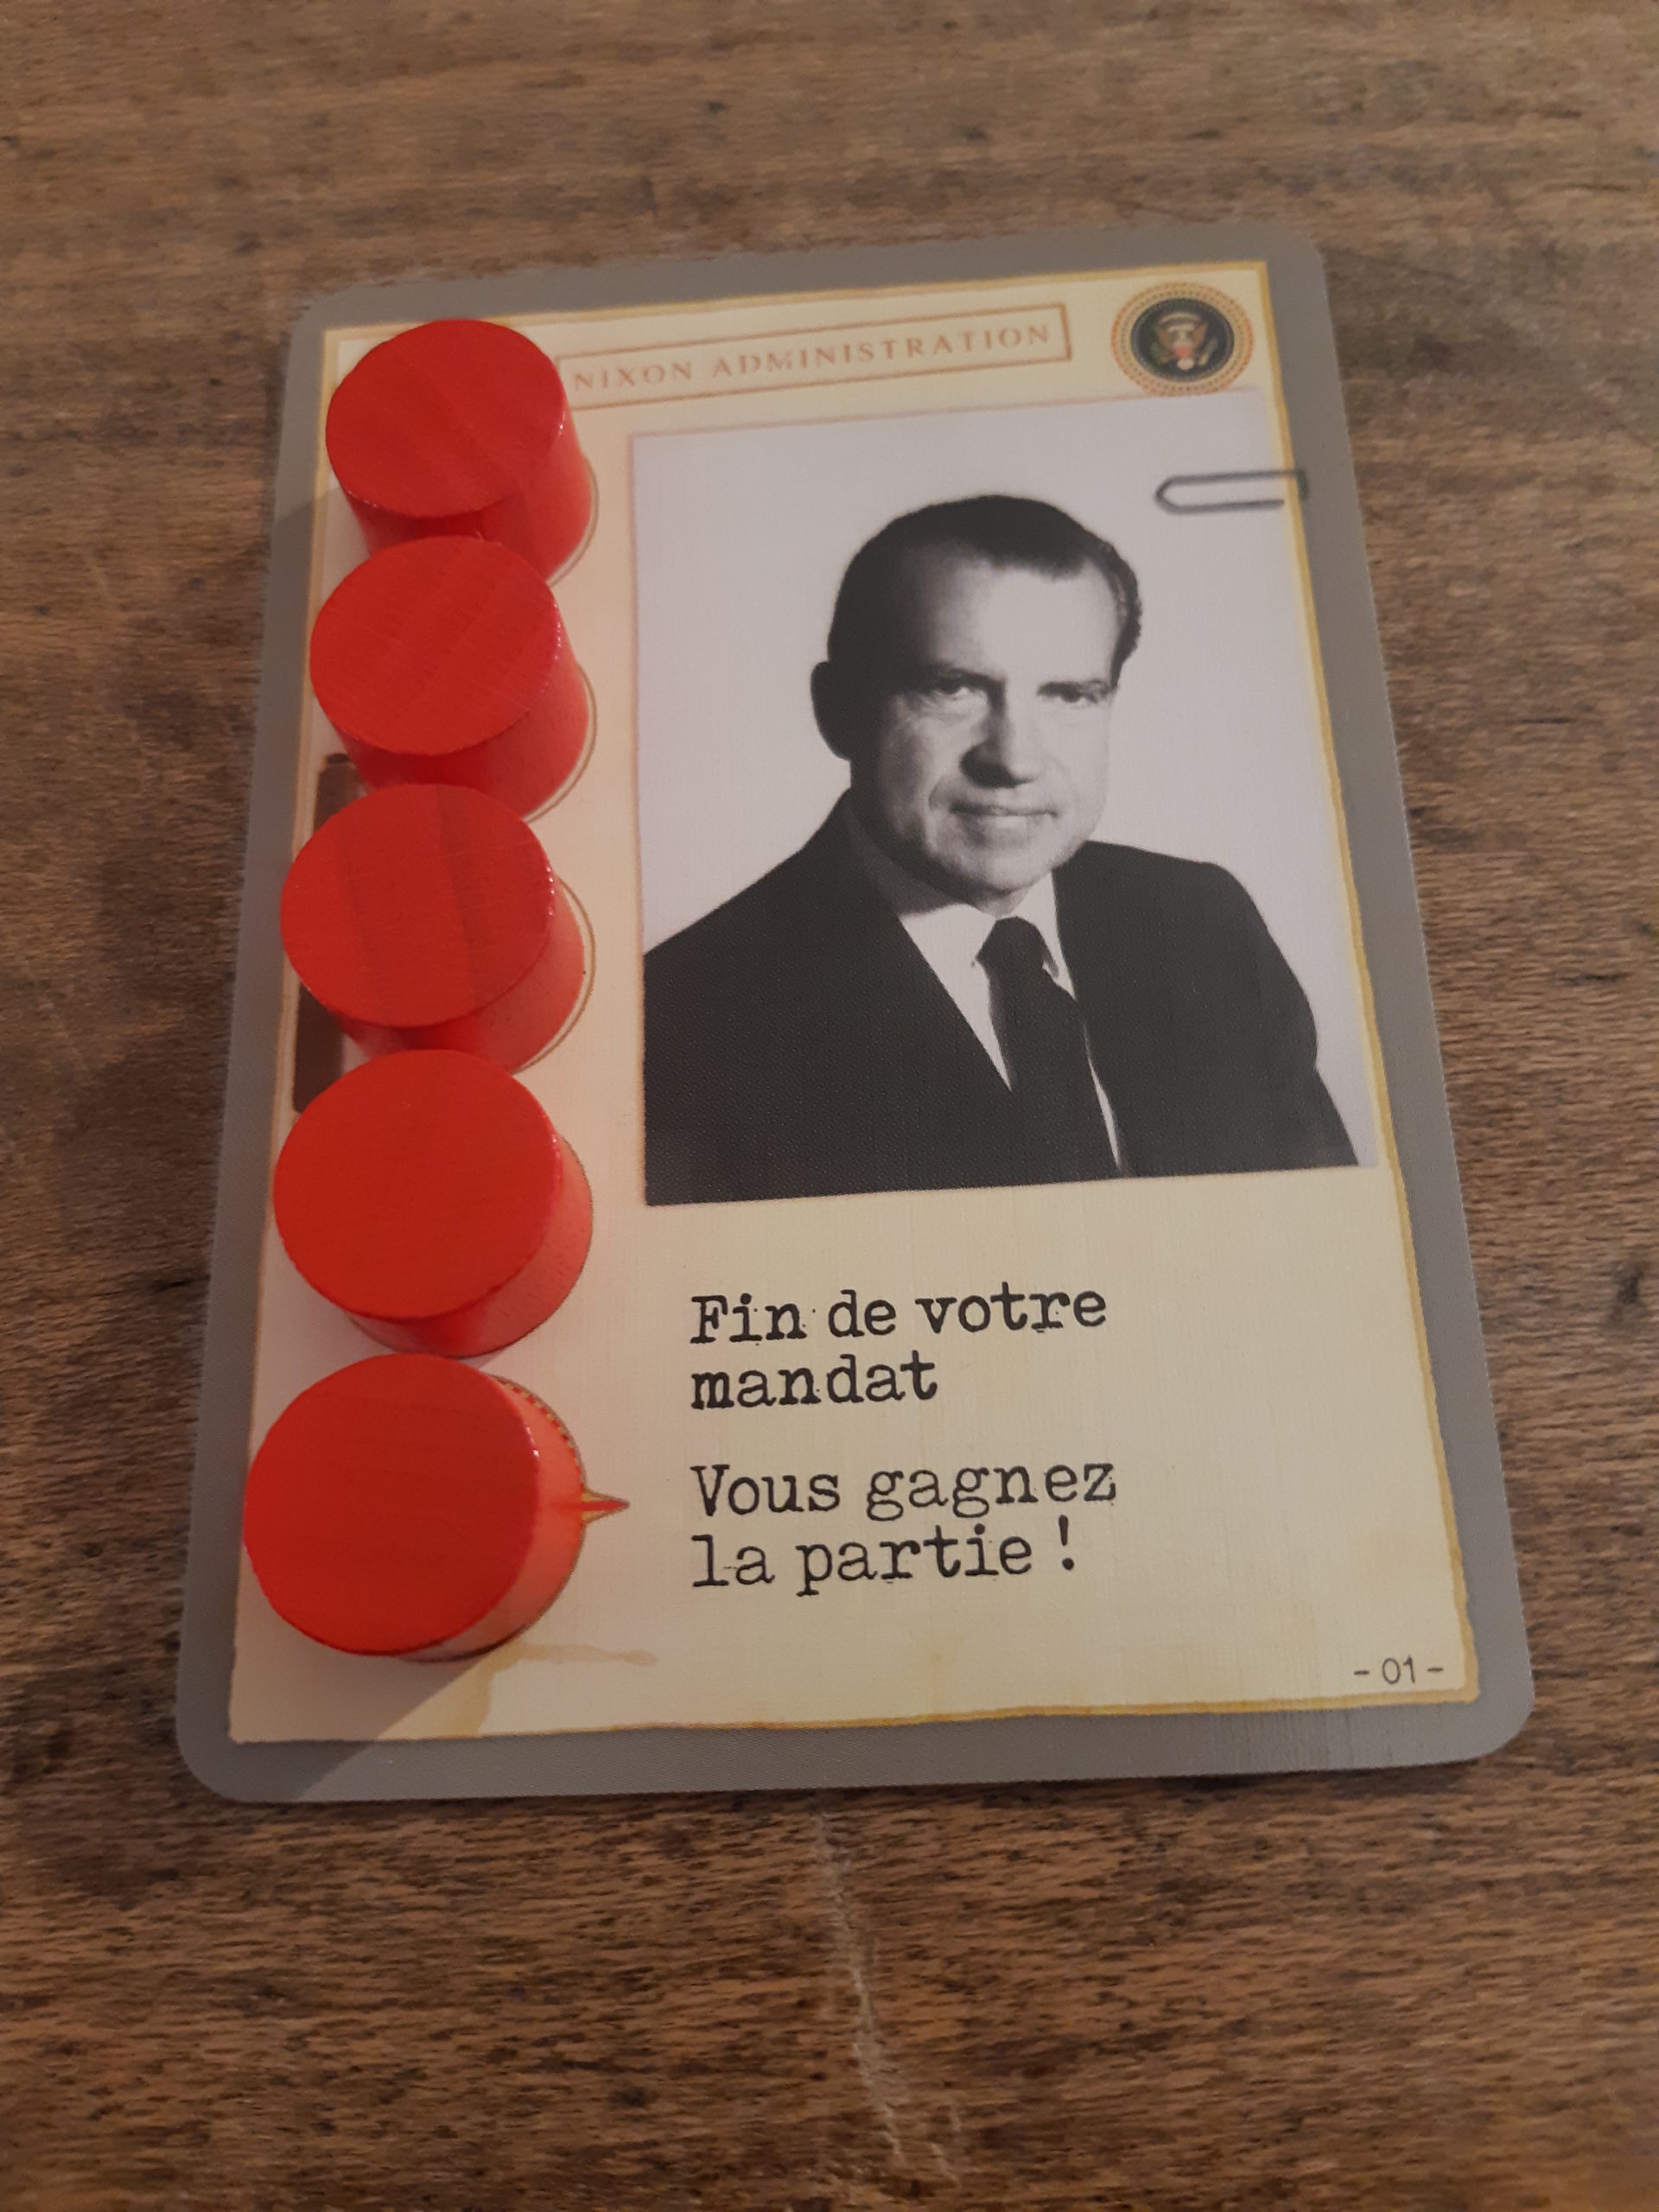 NIXON ADMINISTRATION
Fin de votre
mandat
Vous gagnez
la partie !
- 01 -